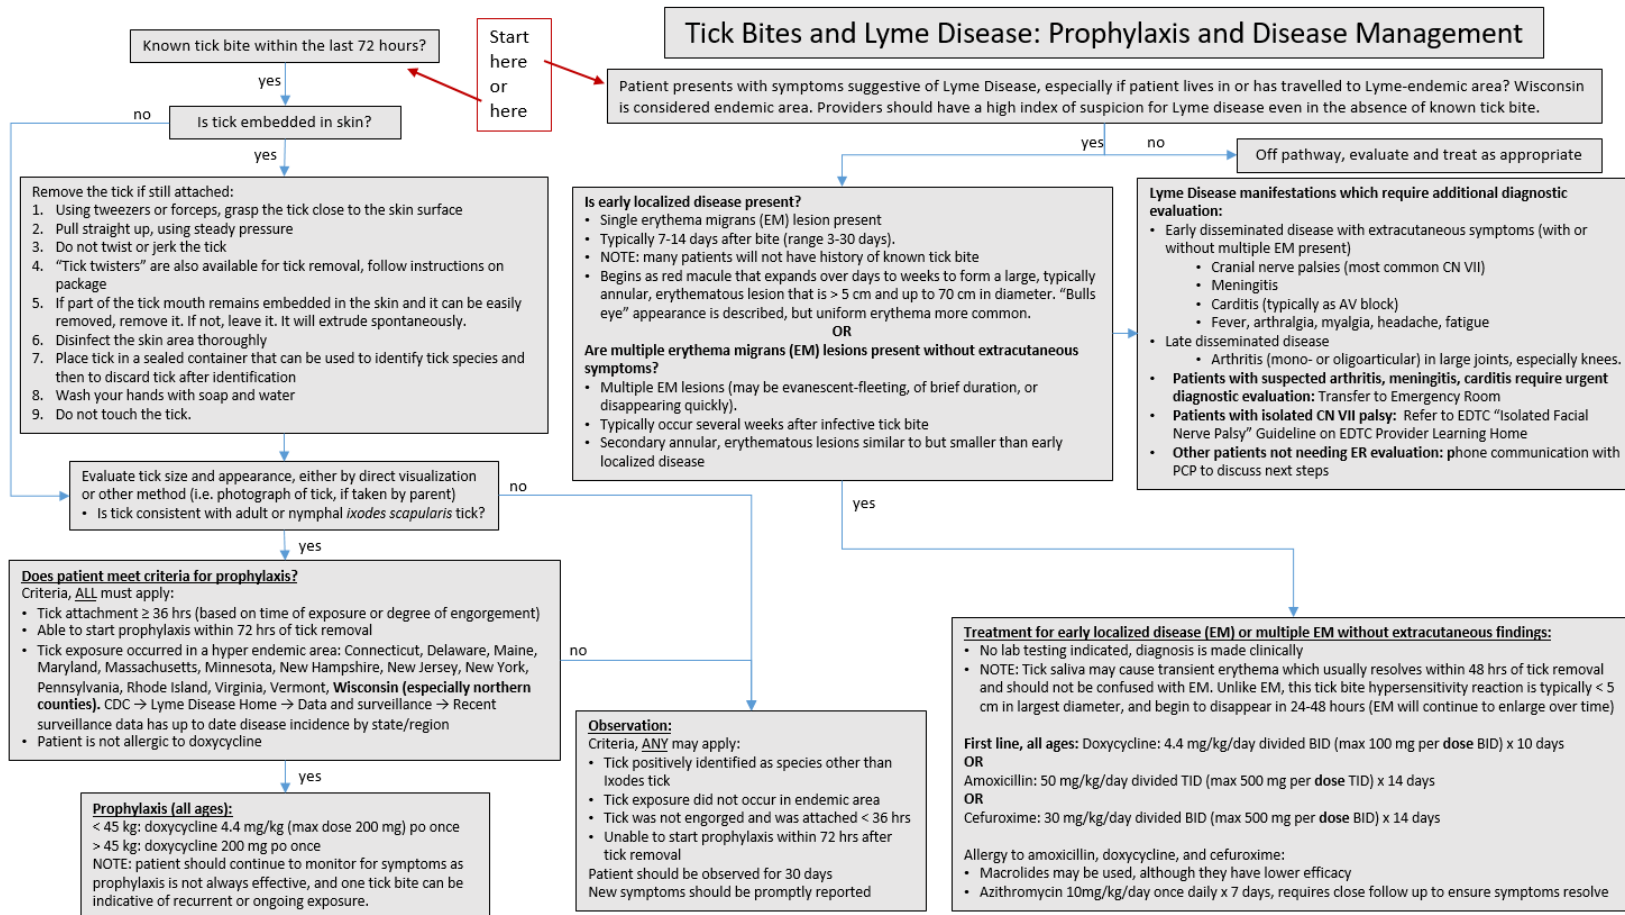 Tick Bites and Lyme Disease: Prophylaxis and Disease Management
Known tick bite within the last 72 hours?
Start
here
or
here
yes
no
Is tick embedded in skin?
yes
Remove the tick if still attached:
1. Using tweezers or forceps, grasp the tick close to the skin surface
2. Pull straight up, using steady pressure
3. Do not twist or jerk the tick
4. “Tick twisters” are also available for tick removal, follow instructions on
package
5. If part of the tick mouth remains embedded in the skin and it can be easily
removed, remove it. If not, leave it. It will extrude spontaneously.
6. Disinfect the skin area thoroughly
7. Place tick in a sealed container that can be used to identify tick species and
then to discard tick after identification
8. Wash your hands with soap and water
9. Do not touch the tick.
Evaluate tick size and appearance, either by direct visualization
or other method (i.e. photograph of tick, if taken by parent)
• Is tick consistent with adult or nymphal ixodes scapularis tick?
no
yes
Does patient meet criteria for prophylaxis?
Criteria, ALL must apply:
• Tick attachment ≥ 36 hrs (based on time of exposure or degree of engorgement)
• Able to start prophylaxis within 72 hrs of tick removal
• Tick exposure occurred in a hyper endemic area: Connecticut, Delaware, Maine,
Maryland, Massachusetts, Minnesota, New Hampshire, New Jersey, New York,
Pennsylvania, Rhode Island, Virginia, Vermont, Wisconsin (especially northern
counties). CDC → Lyme Disease Home → Data and surveillance → Recent
surveillance data has up to date disease incidence by state/region
• Patient is not allergic to doxycycline
no
yes
Prophylaxis (all ages):
< 45 kg: doxycycline 4.4 mg/kg (max dose 200 mg) po once
> 45 kg: doxycycline 200 mg po once
NOTE: patient should continue to monitor for symptoms as
prophylaxis is not always effective, and one tick bite can be
indicative of recurrent or ongoing exposure.
Observation:
Criteria, ANY may apply:
• Tick positively identified as species other than
Ixodes tick
• Tick exposure did not occur in endemic area
• Tick was not engorged and was attached < 36 hrs
• Unable to start prophylaxis within 72 hrs after
tick removal
Patient should be observed for 30 days
New symptoms should be promptly reported
Patient presents with symptoms suggestive of Lyme Disease, especially if patient lives in or has travelled to Lyme-endemic area? Wisconsin
is considered endemic area. Providers should have a high index of suspicion for Lyme disease even in the absence of known tick bite.
yes
no
Off pathway, evaluate and treat as appropriate
Is early localized disease present?
• Single erythema migrans (EM) lesion present
• Typically 7-14 days after bite (range 3-30 days).
• NOTE: many patients will not have history of known tick bite
• Begins as red macule that expands over days to weeks to form a large, typically
annular, erythematous lesion that is > 5 cm and up to 70 cm in diameter. “Bulls
eye” appearance is described, but uniform erythema more common.
OR
Are multiple erythema migrans (EM) lesions present without extracutaneous
symptoms?
• Multiple EM lesions (may be evanescent-fleeting, of brief duration, or
disappearing quickly).
• Typically occur several weeks after infective tick bite
• Secondary annular, erythematous lesions similar to but smaller than early
localized disease
Lyme Disease manifestations which require additional diagnostic
evaluation:
• Early disseminated disease with extracutaneous symptoms (with or
without multiple EM present)
• Cranial nerve palsies (most common CN VII)
• Meningitis
• Carditis (typically as AV block)
• Fever, arthralgia, myalgia, headache, fatigue
• Late disseminated disease
• Arthritis (mono- or oligoarticular) in large joints, especially knees.
• Patients with suspected arthritis, meningitis, carditis require urgent
diagnostic evaluation: Transfer to Emergency Room
• Patients with isolated CN VII palsy: Refer to EDTC “Isolated Facial
Nerve Palsy” Guideline on EDTC Provider Learning Home
• Other patients not needing ER evaluation: phone communication with
PCP to discuss next steps
yes
Treatment for early localized disease (EM) or multiple EM without extracutaneous findings:
• No lab testing indicated, diagnosis is made clinically
• NOTE: Tick saliva may cause transient erythema which usually resolves within 48 hrs of tick removal
and should not be confused with EM. Unlike EM, this tick bite hypersensitivity reaction is typically < 5
cm in largest diameter, and begin to disappear in 24-48 hours (EM will continue to enlarge over time)
First line, all ages: Doxycycline: 4.4 mg/kg/day divided BID (max 100 mg per dose BID) x 10 days
OR
Amoxicillin: 50 mg/kg/day divided TID (max 500 mg per dose TID) x 14 days
OR
Cefuroxime: 30 mg/kg/day divided BID (max 500 mg per dose BID) x 14 days
Allergy to amoxicillin, doxycycline, and cefuroxime:
• Macrolides may be used, although they have lower efficacy
• Azithromycin 10mg/kg/day once daily x 7 days, requires close follow up to ensure symptoms resolve